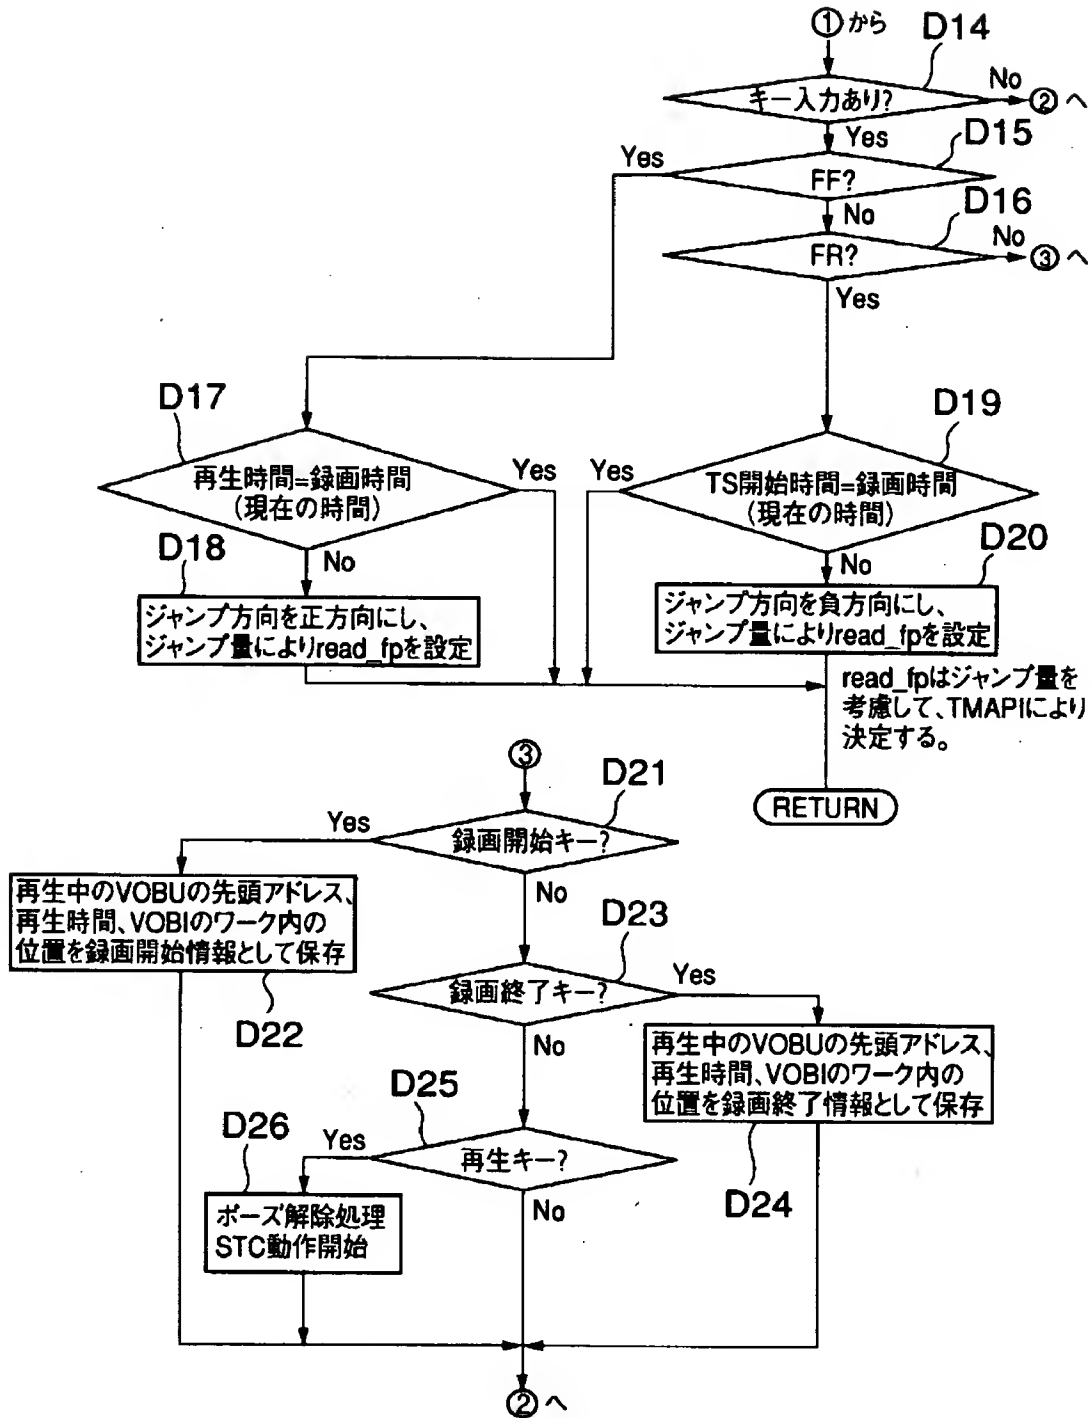 ①から
D14
キー入力あり?
No
②へ
Yes
D15
Yes
FF?
No
D16
FR?
No
③へ
Yes
D17
D19
再生時間=録画時間
(現在の時間)
Yes
Yes
TS開始時間=録画時間
(現在の時間)
D18
No
D20
No
ジャンプ方向を正方向にし、
ジャンプ量によりread_fpを設定
ジャンプ方向を負方向にし、
ジャンプ量によりread_fpを設定
read_fpはジャンプ量を
考慮して、TMAPIにより
決定する。
RETURN
③
D21
Yes
録画開始キー?
No
再生中のVOBUの先頭アドレス、
再生時間、VOBIのワーク内の
位置を録画開始情報として保存
D22
D23
録画終了キー?
Yes
No
再生中のVOBUの先頭アドレス、
再生時間、VOBIのワーク内の
位置を録画終了情報として保存
D24
D25
D26
Yes
再生キー?
No
ポーズ解除処理
STC動作開始
②へ